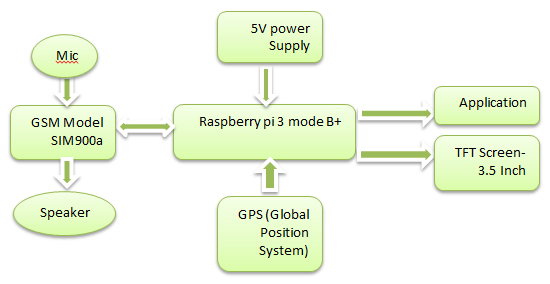 5V power
Supply
Mic
GSM Model
SIM900a
Raspberry pi 3 mode B+
Application
TFT Screen-
3.5 Inch
Speaker
GPS (Global
Position
System)